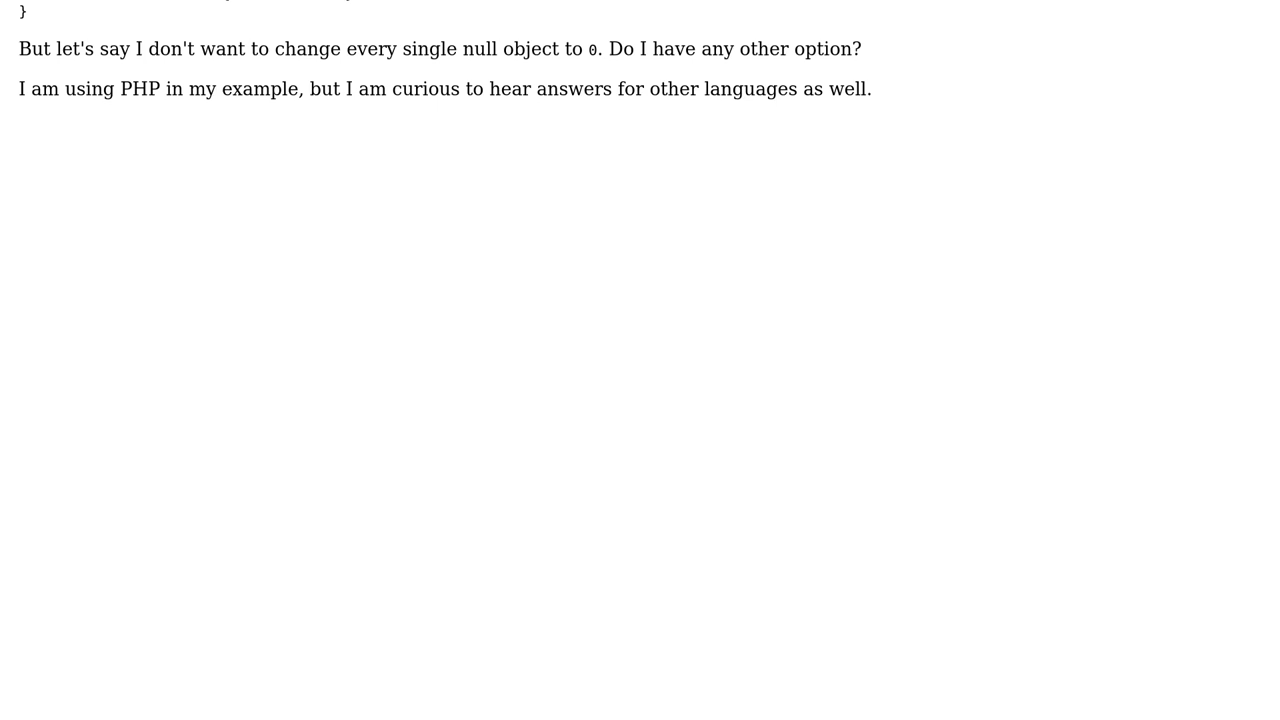 }
But let's say I don't want to change every single null object to 0. Do I have any other option?
I am using PHP in my example, but I am curious to hear answers for other languages as well.